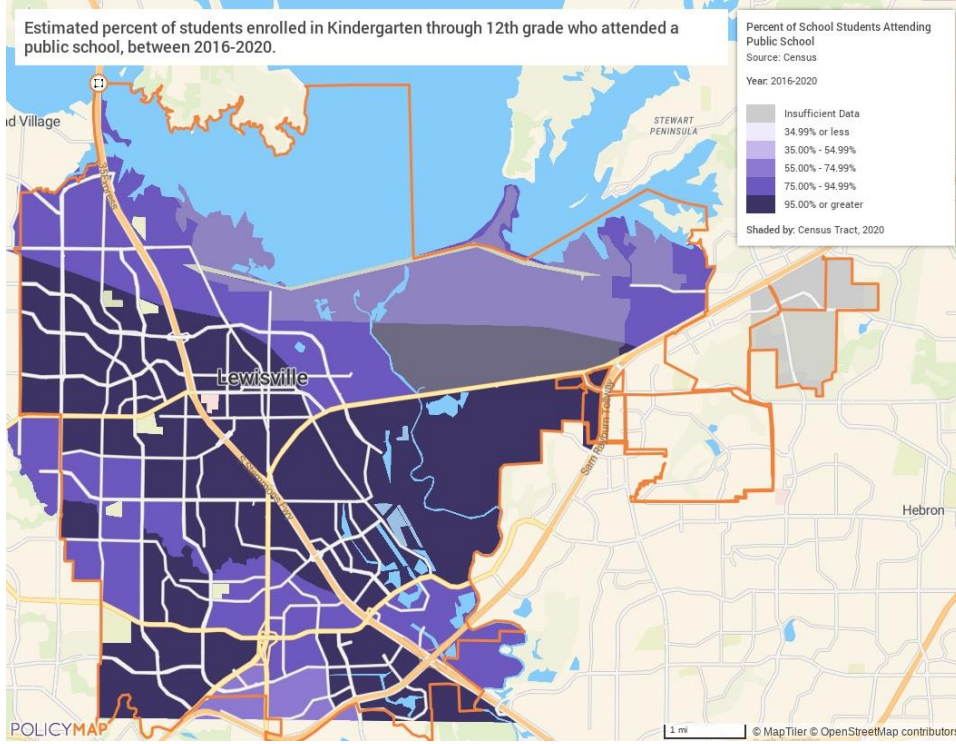 Estimated percent of students enrolled in Kindergarten through 12th grade who attended a
public school, between 2016-2020.
Percent of School Students Attending
Public School
Source: Census
Year: 2016-2020
Insufficient Data
34.99% or less
35.00% - 54.99%
55.00% - 74.99%
75.00% - 94.99%
95.00% or greater
Shaded by: Census Tract, 2020
STEWART
PENINSULA
Village
Lewisville
Sam Rayburn Tollway
Hebron
POLICYMAP
1 mi
© MapTiler © OpenStreetMap contributors